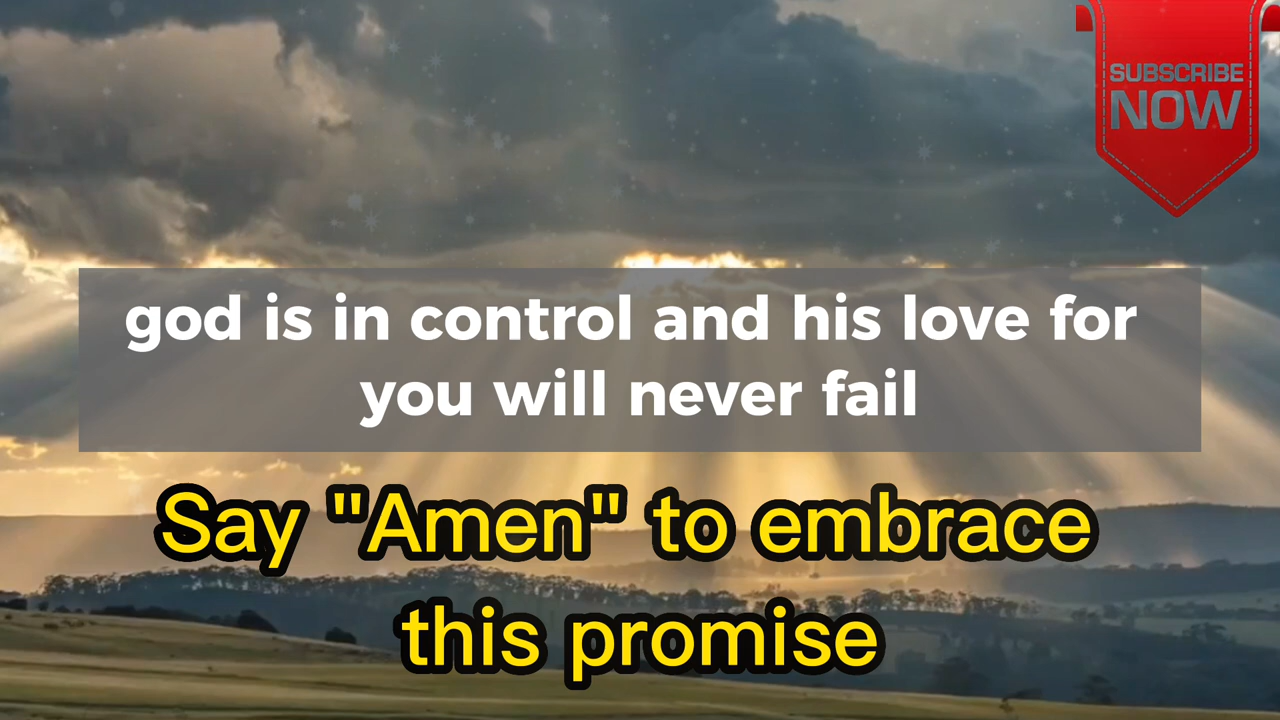 SUBSCRIBE
NOW
god is in control and his love for
you will never fail
Say "Amen" to embrace
this promise